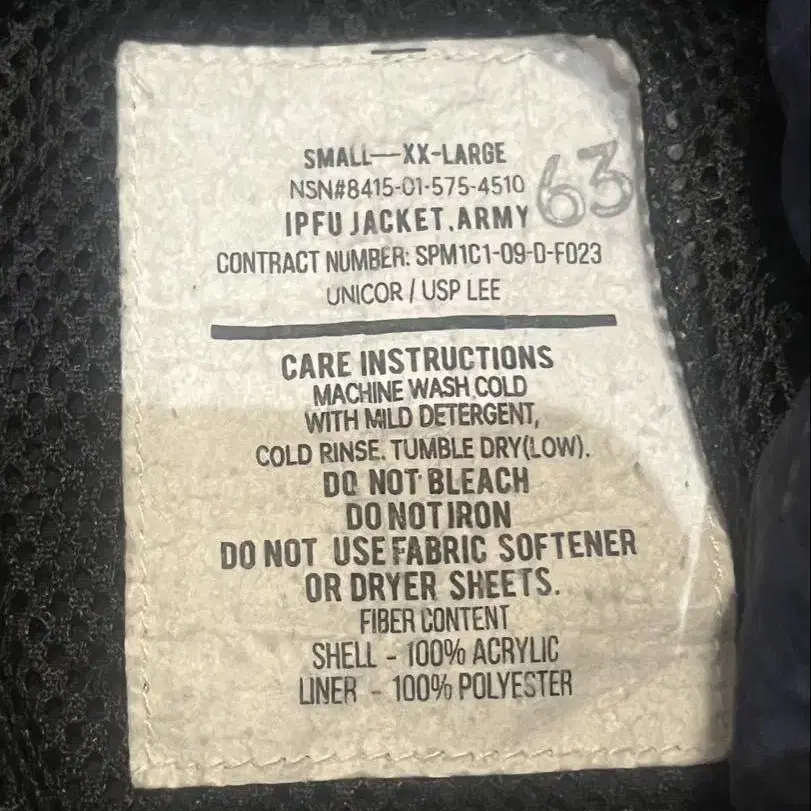 SMALL—XX-LARGE
NSN#8415-01-575-4510
63
IPFU JACKET.ARMY
CONTRACT NUMBER: SPM1C1-09-D-F023
UNICOR / USP LEE
CARE INSTRUCTIONS
MACHINE WASH COLD
WITH MILD DETERGENT,
COLD RINSE. TUMBLE DRY(LOW).
DO NOT BLEACH
DO NOT IRON
DO NOT USE FABRIC SOFTENER
OR DRYER SHEETS.
FIBER CONTENT
SHELL - 100% ACRYLIC
LINER - 100% POLYESTER